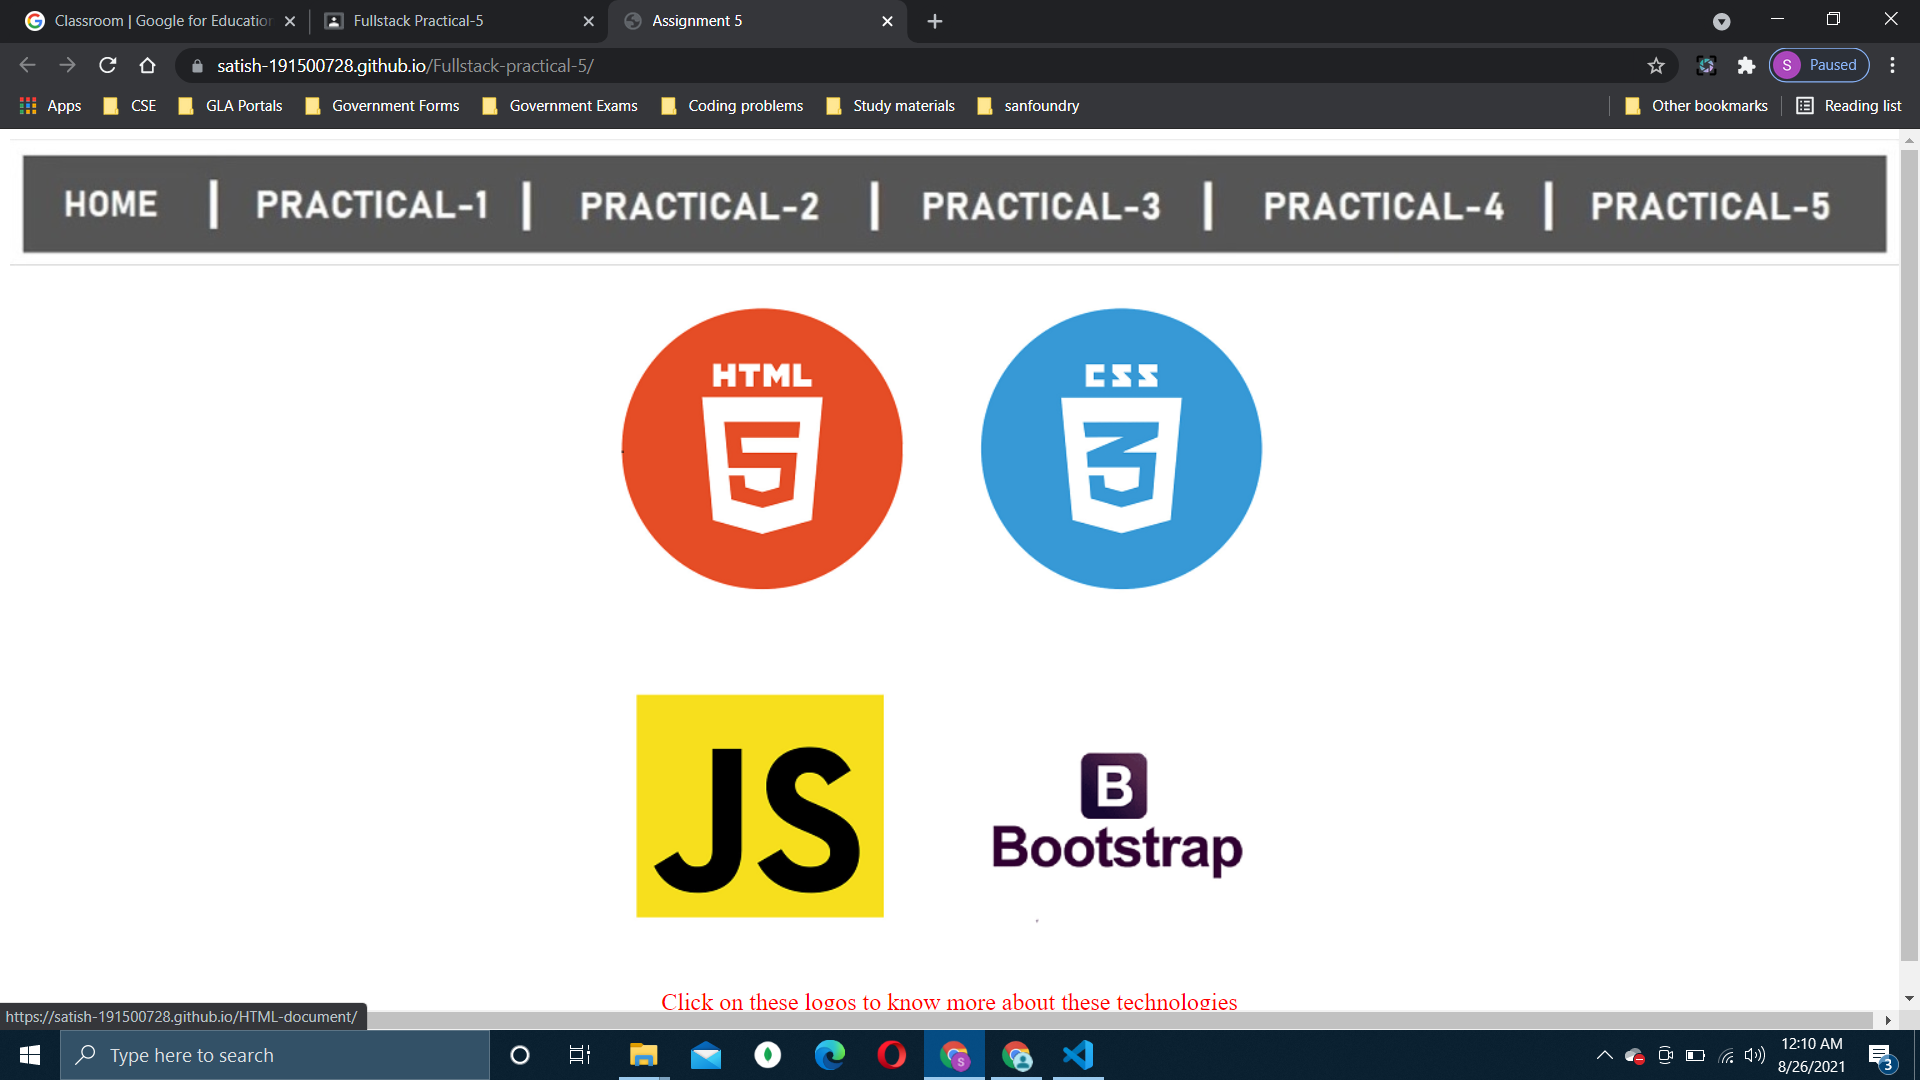 Classroom | Google for Education
Fullstack Practical-5
Assignment 5
satish-191500728.github.io/Fullstack-practical-5/
S Paused
Apps CSE GLA Portals Government Forms Government Exams Coding problems Study materials sanfoundry Other bookmarks Reading list
HOME | PRACTICAL-1 | PRACTICAL-2 | PRACTICAL-3 | PRACTICAL-4 | PRACTICAL-5
HTML
5
CSS
3
JS
B
Bootstrap
Click on these logos to know more about these technologies
https://satish-191500728.github.io/HTML-document/
Type here to search
S
12:10 AM
8/26/2021
3